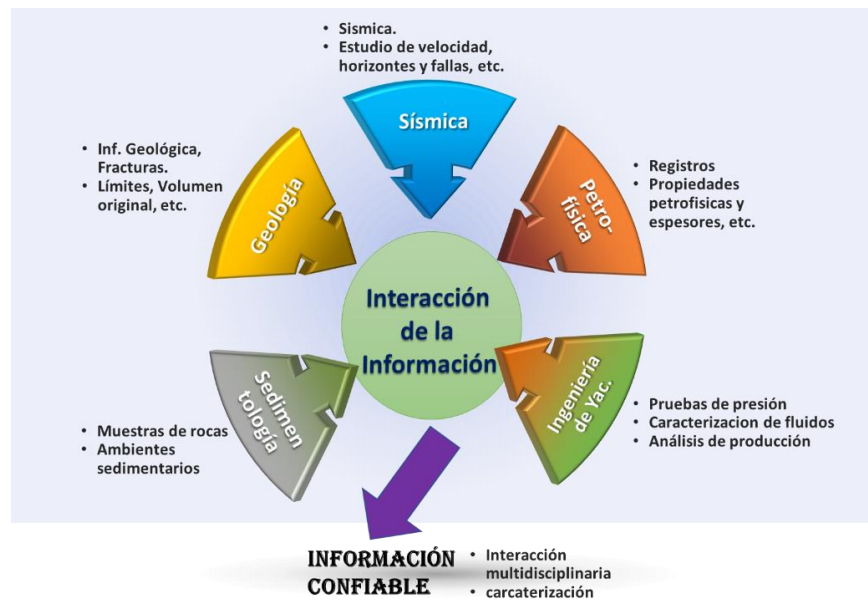 • Sismica.
• Estudio de velocidad,
horizontes y fallas, etc.
Sísmica
• Inf. Geológica,
Fracturas.
• Límites, Volumen
original, etc.
Geología
Petro-
física
• Registros
• Propiedades
petrofisicas y
espesores, etc.
Interacción
de la
Información
Sedimen
tología
• Muestras de rocas
• Ambientes
sedimentarios
Ingeniería
de Yac.
• Pruebas de presión
• Caracterizacion de fluidos
• Análisis de producción
INFORMACIÓN
CONFIABLE
• Interacción
multidisciplinaria
• carcaterización